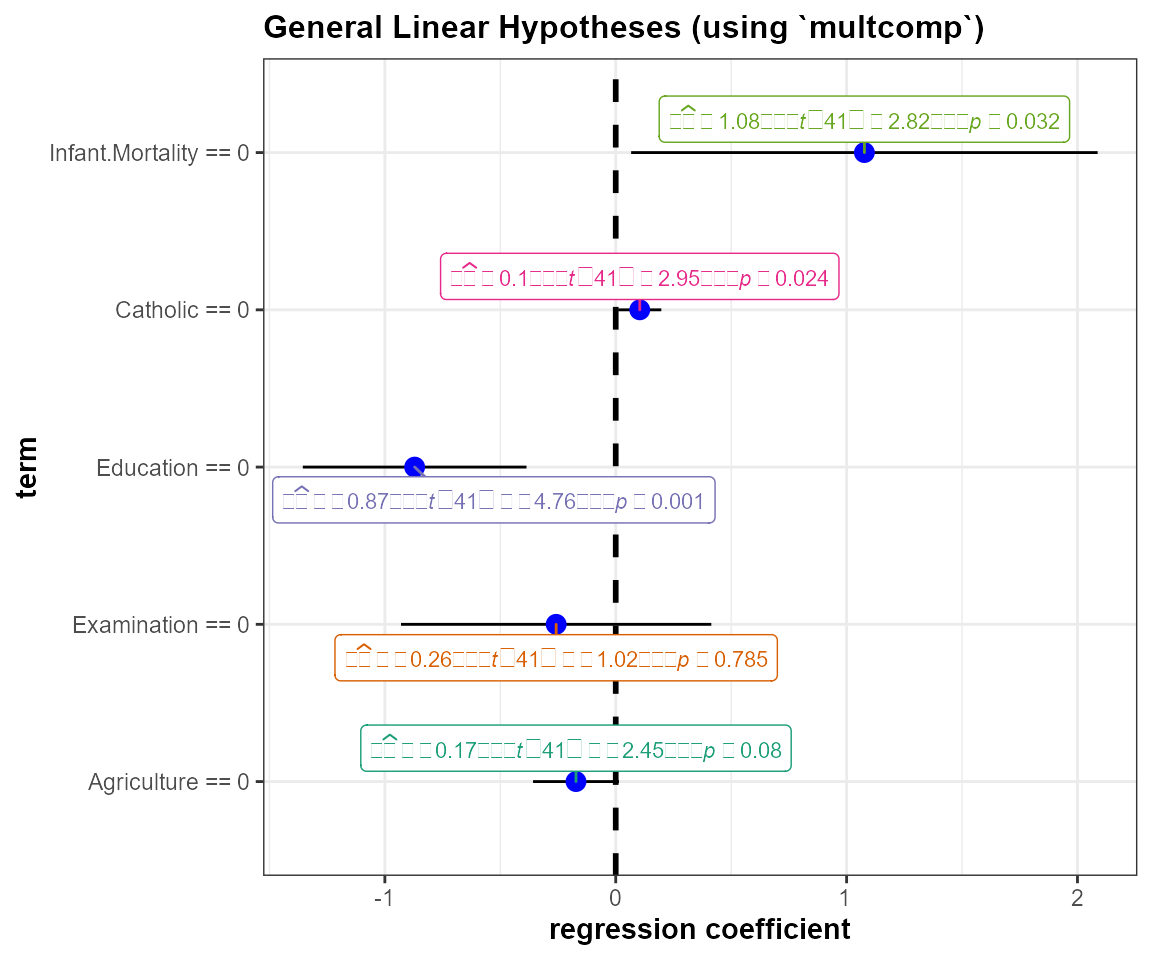 General Linear Hypotheses (using `multcomp`)
Infant.Mortality == 0
□□ □ 1.08□□□t□41□ □ 2.82□□□p □ 0.032
Catholic == 0
□□ □ 0.1□□□t□41□ □ 2.95□□□p □ 0.024
Education == 0
□□ □ □0.87□□□t□41□ □ □4.76□□□p □ 0.001
Examination == 0
□□ □ □0.26□□□t□41□ □ □1.02□□□p □ 0.785
Agriculture == 0
□□ □ □0.17□□□t□41□ □ □2.45□□□p □ 0.08
term
-1 0 1 2
regression coefficient